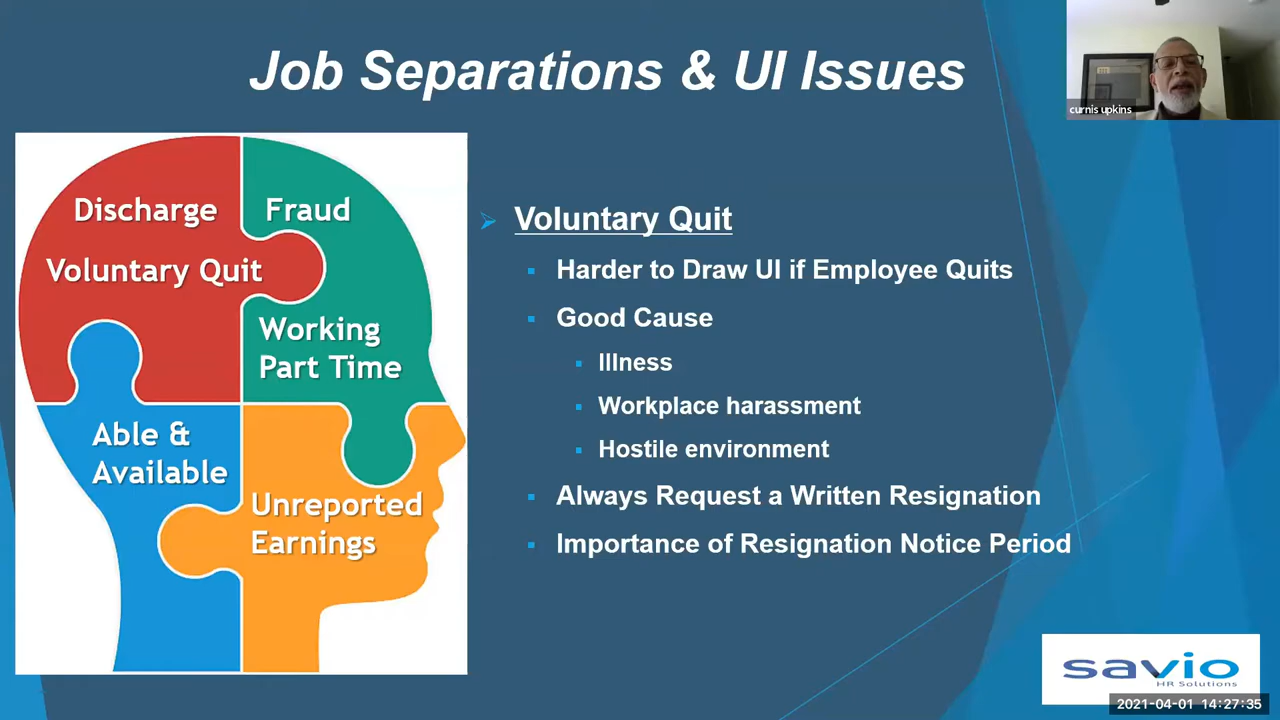 Job Separations & UI Issues
curnis upkins
Discharge
Voluntary Quit
Fraud
Working
Part Time
Able &
Available
Unreported
Earnings
Voluntary Quit
Harder to Draw UI if Employee Quits
Good Cause
Illness
Workplace harassment
Hostile environment
Always Request a Written Resignation
Importance of Resignation Notice Period
savio
HR Solutions
2021-04-01 14:27:35